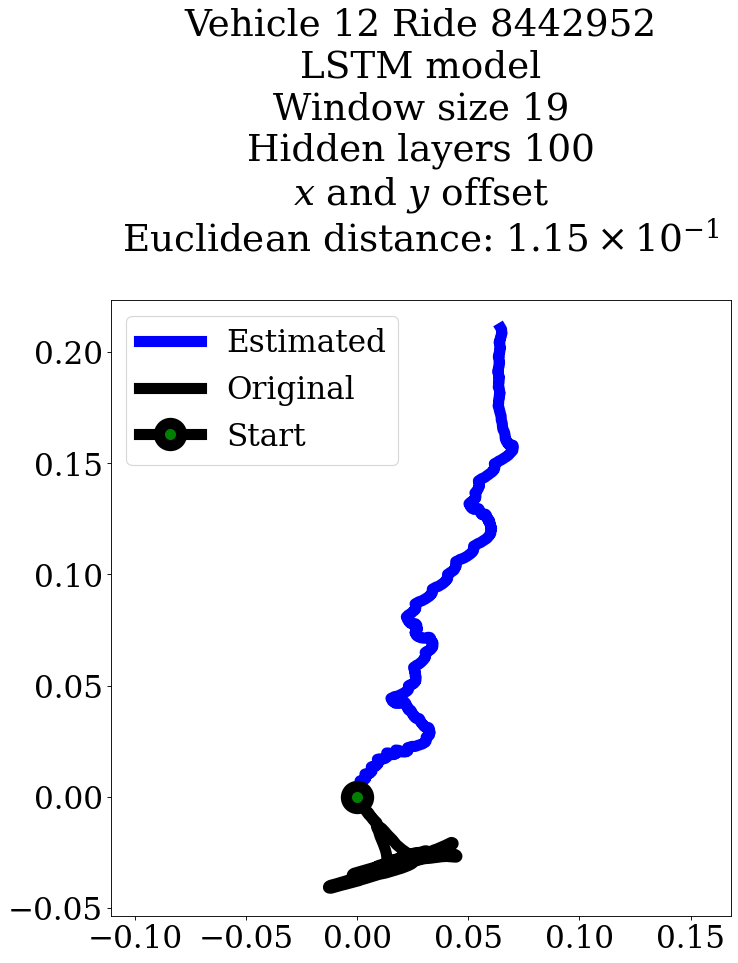 Vehicle 12 Ride 8442952
LSTM model
Window size 19
Hidden layers 100
x and y offset
Euclidean distance: 1.15 × 10⁻¹
Estimated
Original
Start
0.20
0.15
0.10
0.05
0.00
−0.05
−0.10 −0.05 0.00 0.05 0.10 0.15